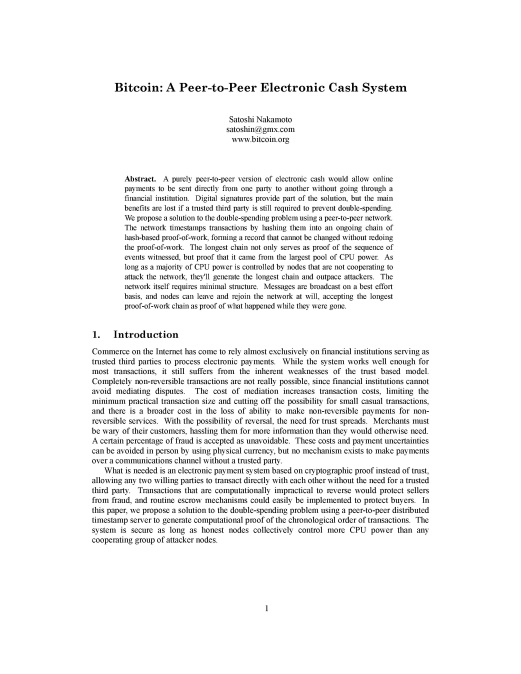 Bitcoin: A Peer-to-Peer Electronic Cash System
Satoshi Nakamoto
satoshin@gmx.com
www.bitcoin.org
Abstract. A purely peer-to-peer version of electronic cash would allow online
payments to be sent directly from one party to another without going through a
financial institution. Digital signatures provide part of the solution, but the main
benefits are lost if a trusted third party is still required to prevent double-spending.
We propose a solution to the double-spending problem using a peer-to-peer network.
The network timestamps transactions by hashing them into an ongoing chain of
hash-based proof-of-work, forming a record that cannot be changed without redoing
the proof-of-work. The longest chain not only serves as proof of the sequence of
events witnessed, but proof that it came from the largest pool of CPU power. As
long as a majority of CPU power is controlled by nodes that are not cooperating to
attack the network, they'll generate the longest chain and outpace attackers. The
network itself requires minimal structure. Messages are broadcast on a best effort
basis, and nodes can leave and rejoin the network at will, accepting the longest
proof-of-work chain as proof of what happened while they were gone.
1. Introduction
Commerce on the Internet has come to rely almost exclusively on financial institutions serving as
trusted third parties to process electronic payments. While the system works well enough for
most transactions, it still suffers from the inherent weaknesses of the trust based model.
Completely non-reversible transactions are not really possible, since financial institutions cannot
avoid mediating disputes. The cost of mediation increases transaction costs, limiting the
minimum practical transaction size and cutting off the possibility for small casual transactions,
and there is a broader cost in the loss of ability to make non-reversible payments for non-
reversible services. With the possibility of reversal, the need for trust spreads. Merchants must
be wary of their customers, hassling them for more information than they would otherwise need.
A certain percentage of fraud is accepted as unavoidable. These costs and payment uncertainties
can be avoided in person by using physical currency, but no mechanism exists to make payments
over a communications channel without a trusted party.
What is needed is an electronic payment system based on cryptographic proof instead of trust,
allowing any two willing parties to transact directly with each other without the need for a trusted
third party. Transactions that are computationally impractical to reverse would protect sellers
from fraud, and routine escrow mechanisms could easily be implemented to protect buyers. In
this paper, we propose a solution to the double-spending problem using a peer-to-peer distributed
timestamp server to generate computational proof of the chronological order of transactions. The
system is secure as long as honest nodes collectively control more CPU power than any
cooperating group of attacker nodes.
1